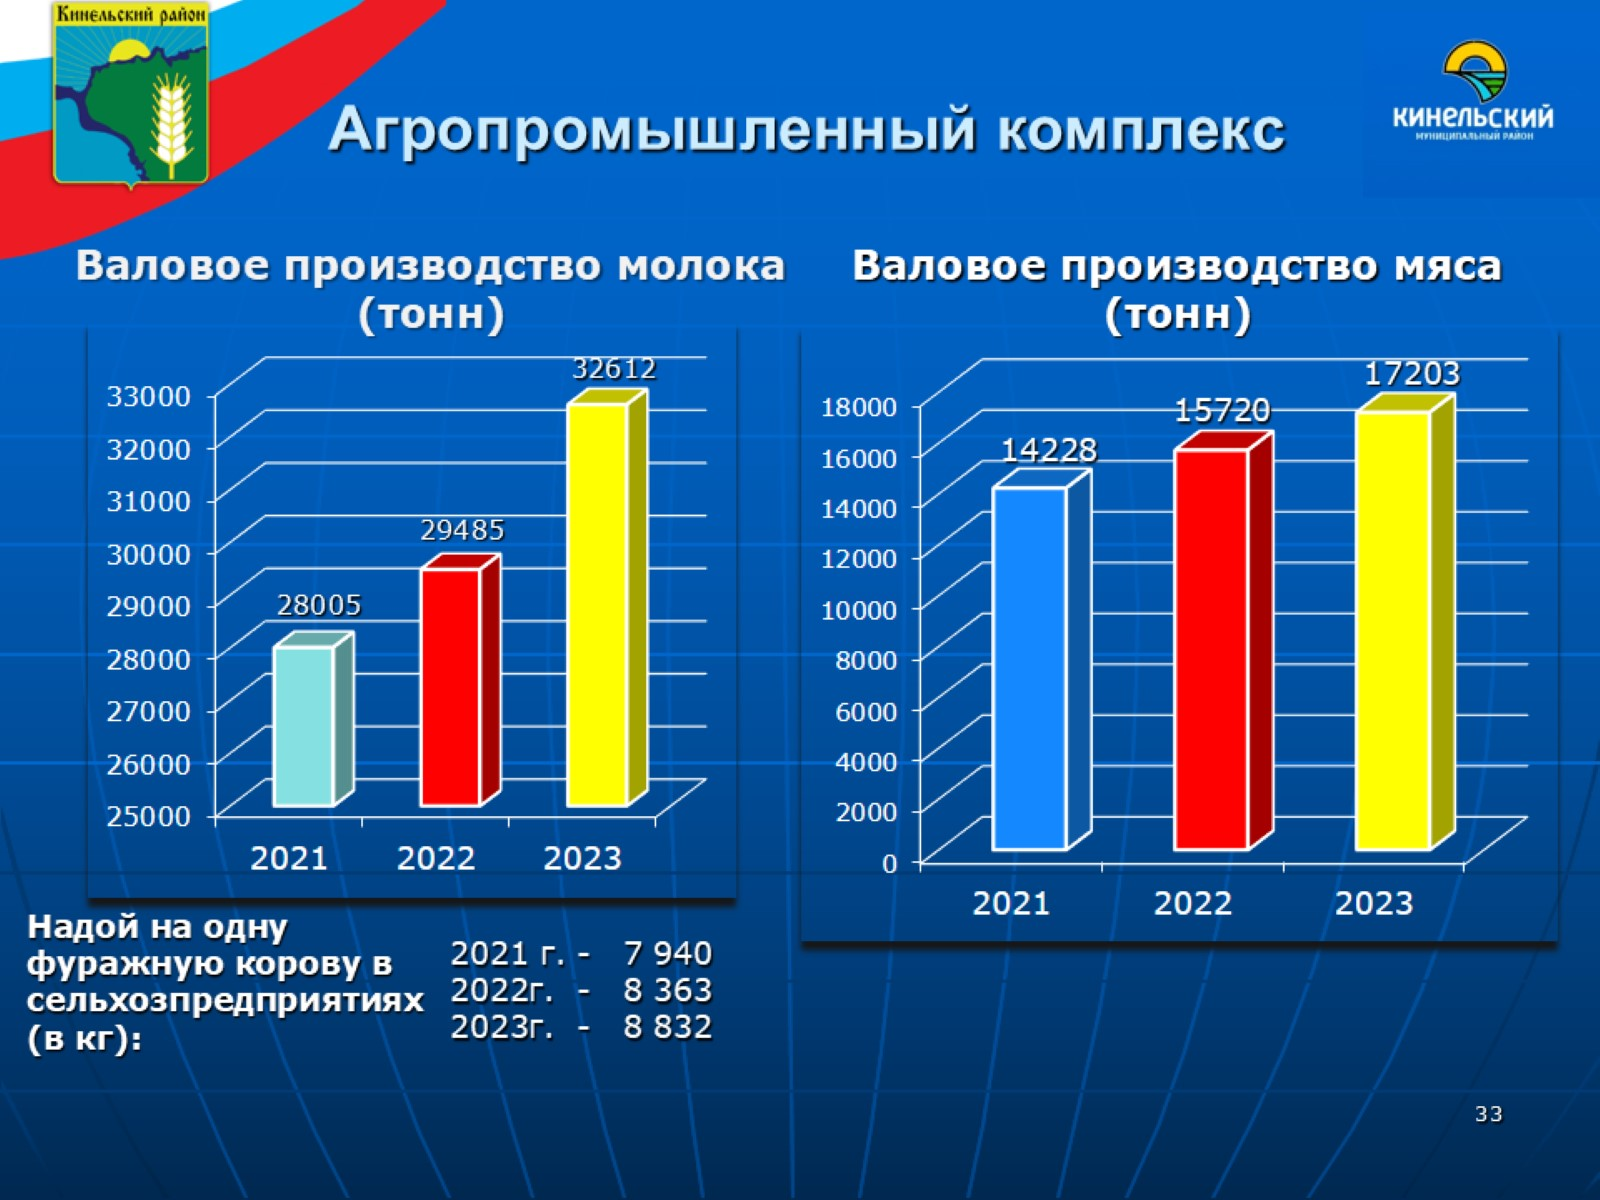 Кинельский район
КИНЕЛЬСКИЙ
МУНИЦИПАЛЬНЫЙ РАЙОН
Агропромышленный комплекс
Валовое производство молока
(тонн)
33000
32000
31000
30000
29000
28000
27000
26000
25000
28005
29485
32612
2021 2022 2023
Валовое производство мяса
(тонн)
18000
16000
14000
12000
10000
8000
6000
4000
2000
0
14228
15720
17203
2021 2022 2023
Надой на одну
фуражную корову в
сельхозпредприятиях
(в кг):
2021 г. - 7 940
2022г. - 8 363
2023г. - 8 832
33